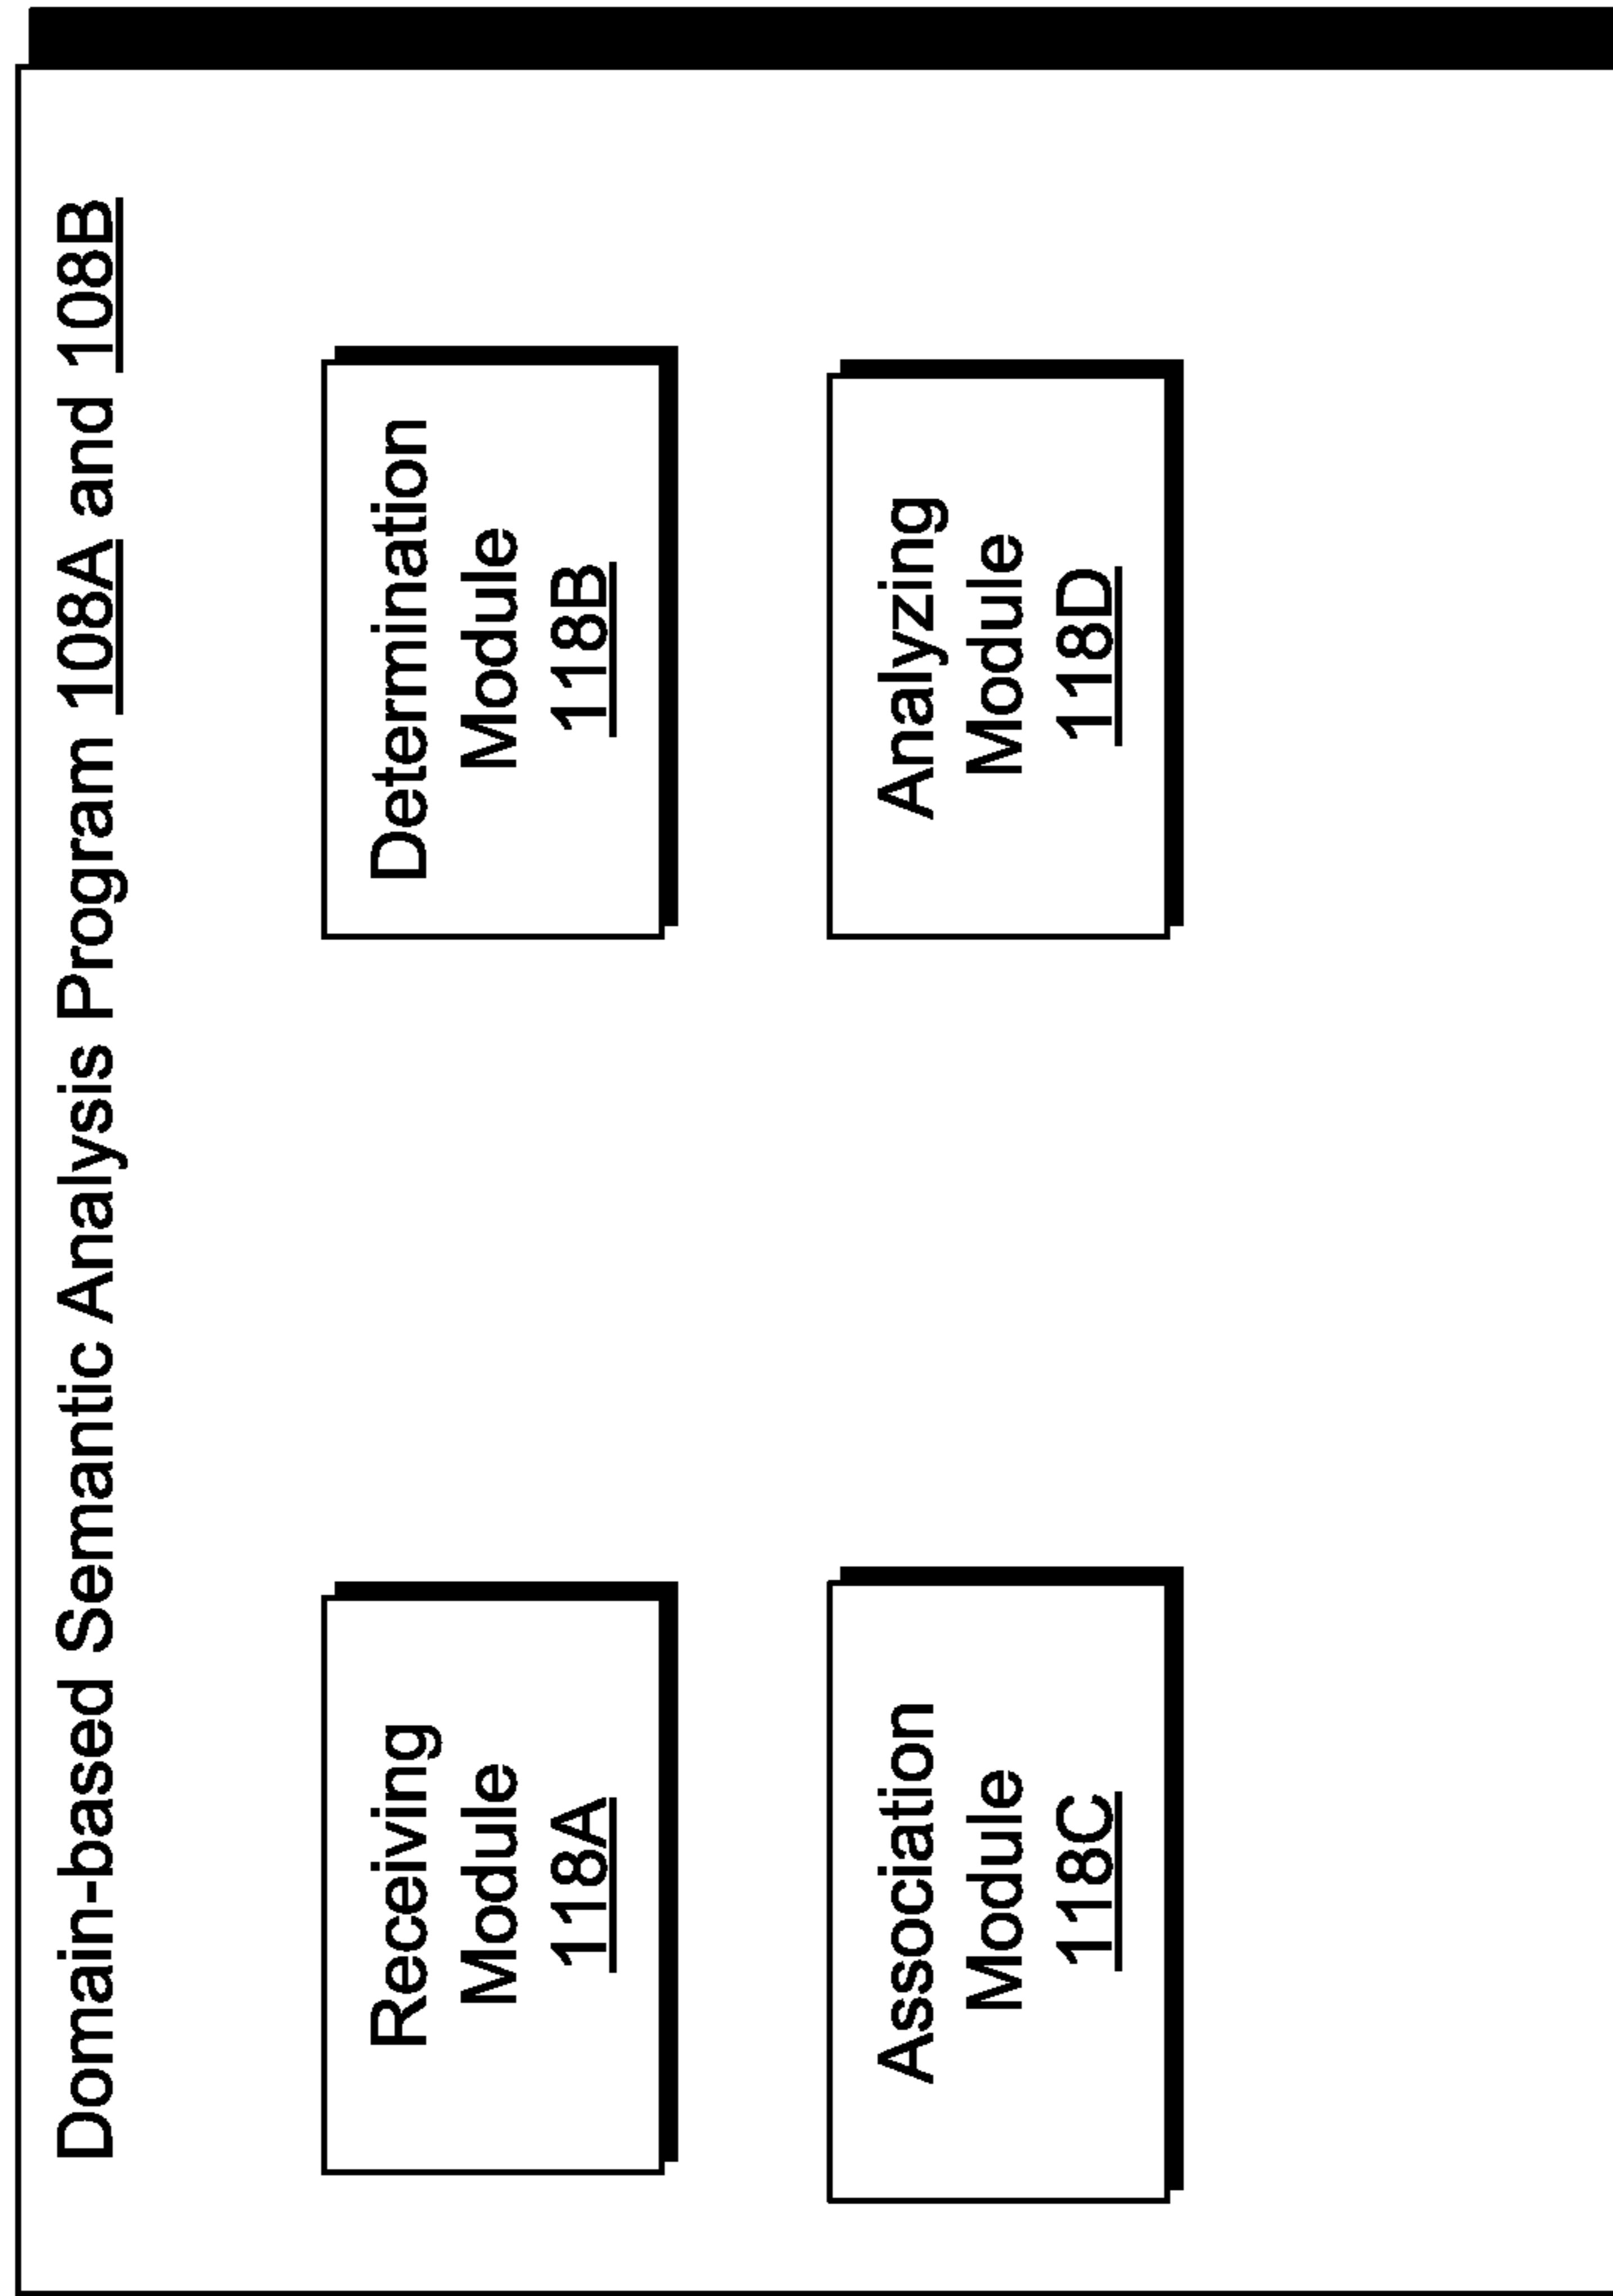 Domain-based Semantic Analysis Program 108A and 108B
Receiving
Module
118A
Determination
Module
118B
Association
Module
118C
Analyzing
Module
118D